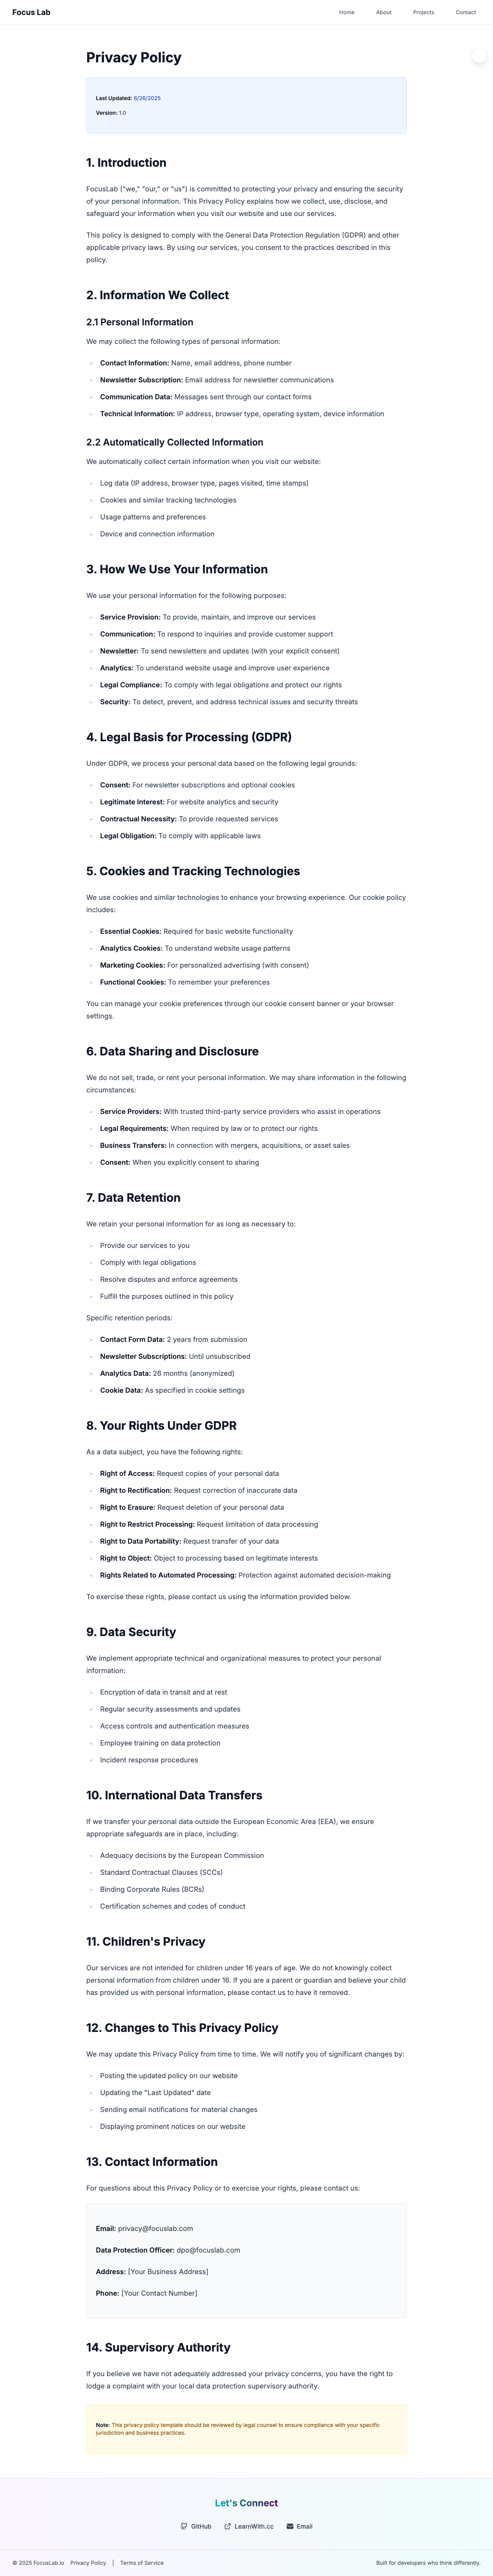 Focus Lab
Home
About
Projects
Contact
Privacy Policy
Last Updated: 6/26/2025
Version: 1.0
1. Introduction
FocusLab ("we," "our," or "us") is committed to protecting your privacy and ensuring the security
of your personal information. This Privacy Policy explains how we collect, use, disclose, and
safeguard your information when you visit our website and use our services.
This policy is designed to comply with the General Data Protection Regulation (GDPR) and other
applicable privacy laws. By using our services, you consent to the practices described in this
policy.
2. Information We Collect
2.1 Personal Information
We may collect the following types of personal information:
Contact Information: Name, email address, phone number
Newsletter Subscription: Email address for newsletter communications
Communication Data: Messages sent through our contact forms
Technical Information: IP address, browser type, operating system, device information
2.2 Automatically Collected Information
We automatically collect certain information when you visit our website:
Log data (IP address, browser type, pages visited, time stamps)
Cookies and similar tracking technologies
Usage patterns and preferences
Device and connection information
3. How We Use Your Information
We use your personal information for the following purposes:
Service Provision: To provide, maintain, and improve our services
Communication: To respond to inquiries and provide customer support
Newsletter: To send newsletters and updates (with your explicit consent)
Analytics: To understand website usage and improve user experience
Legal Compliance: To comply with legal obligations and protect our rights
Security: To detect, prevent, and address technical issues and security threats
4. Legal Basis for Processing (GDPR)
Under GDPR, we process your personal data based on the following legal grounds:
Consent: For newsletter subscriptions and optional cookies
Legitimate Interest: For website analytics and security
Contractual Necessity: To provide requested services
Legal Obligation: To comply with applicable laws
5. Cookies and Tracking Technologies
We use cookies and similar technologies to enhance your browsing experience. Our cookie policy
includes:
Essential Cookies: Required for basic website functionality
Analytics Cookies: To understand website usage patterns
Marketing Cookies: For personalized advertising (with consent)
Functional Cookies: To remember your preferences
You can manage your cookie preferences through our cookie consent banner or your browser
settings.
6. Data Sharing and Disclosure
We do not sell, trade, or rent your personal information. We may share information in the following
circumstances:
Service Providers: With trusted third-party service providers who assist in operations
Legal Requirements: When required by law or to protect our rights
Business Transfers: In connection with mergers, acquisitions, or asset sales
Consent: When you explicitly consent to sharing
7. Data Retention
We retain your personal information for as long as necessary to:
Provide our services to you
Comply with legal obligations
Resolve disputes and enforce agreements
Fulfill the purposes outlined in this policy
Specific retention periods:
Contact Form Data: 2 years from submission
Newsletter Subscriptions: Until unsubscribed
Analytics Data: 26 months (anonymized)
Cookie Data: As specified in cookie settings
8. Your Rights Under GDPR
As a data subject, you have the following rights:
Right of Access: Request copies of your personal data
Right to Rectification: Request correction of inaccurate data
Right to Erasure: Request deletion of your personal data
Right to Restrict Processing: Request limitation of data processing
Right to Data Portability: Request transfer of your data
Right to Object: Object to processing based on legitimate interests
Rights Related to Automated Processing: Protection against automated decision-making
To exercise these rights, please contact us using the information provided below.
9. Data Security
We implement appropriate technical and organizational measures to protect your personal
information:
Encryption of data in transit and at rest
Regular security assessments and updates
Access controls and authentication measures
Employee training on data protection
Incident response procedures
10. International Data Transfers
If we transfer your personal data outside the European Economic Area (EEA), we ensure
appropriate safeguards are in place, including:
Adequacy decisions by the European Commission
Standard Contractual Clauses (SCCs)
Binding Corporate Rules (BCRs)
Certification schemes and codes of conduct
11. Children's Privacy
Our services are not intended for children under 16 years of age. We do not knowingly collect
personal information from children under 16. If you are a parent or guardian and believe your child
has provided us with personal information, please contact us to have it removed.
12. Changes to This Privacy Policy
We may update this Privacy Policy from time to time. We will notify you of significant changes by:
Posting the updated policy on our website
Updating the "Last Updated" date
Sending email notifications for material changes
Displaying prominent notices on our website
13. Contact Information
For questions about this Privacy Policy or to exercise your rights, please contact us:
Email: privacy@focuslab.com
Data Protection Officer: dpo@focuslab.com
Address: [Your Business Address]
Phone: [Your Contact Number]
14. Supervisory Authority
If you believe we have not adequately addressed your privacy concerns, you have the right to
lodge a complaint with your local data protection supervisory authority.
Note: This privacy policy template should be reviewed by legal counsel to ensure compliance with your specific
jurisdiction and business practices.
Let's Connect
GitHub
LearnWith.cc
Email
© 2025 FocusLab.io
Privacy Policy
|
Terms of Service
Built for developers who think differently.